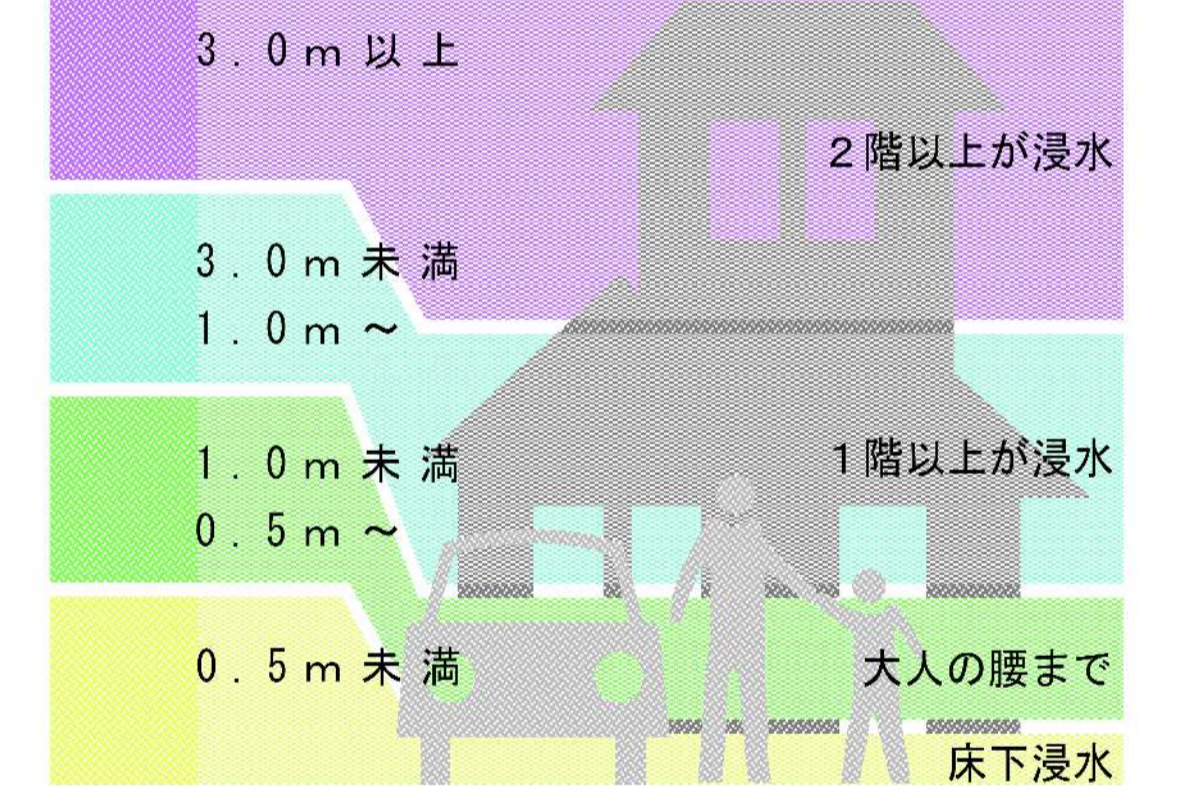 3.0m以上
2階以上が浸水
3.0m未満
1.0m～
1階以上が浸水
1.0m未満
0.5m～
大人の腰まで
0.5m未満
床下浸水